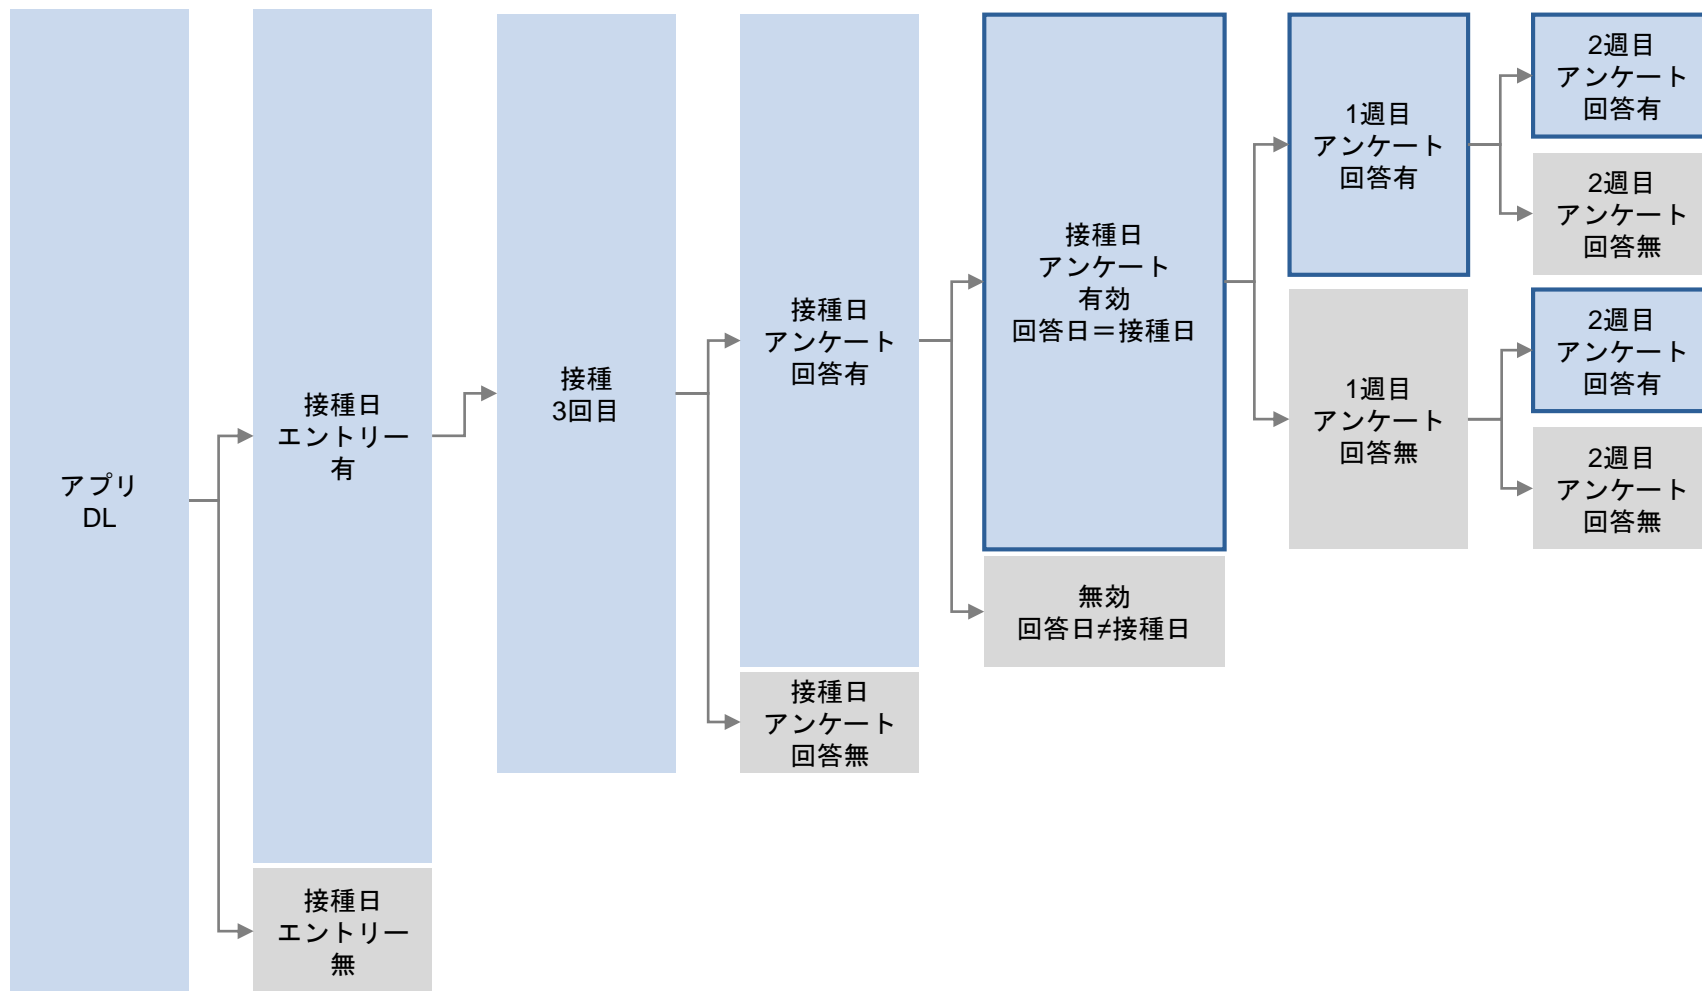 アプリ
DL
接種日
エントリー
有
接種日
エントリー
無
接種
3回目
接種日
アンケート
回答有
接種日
アンケート
回答無
接種日
アンケート
有効
回答日＝接種日
無効
回答日≠接種日
1週目
アンケート
回答有
1週目
アンケート
回答無
2週目
アンケート
回答有
2週目
アンケート
回答無
2週目
アンケート
回答有
2週目
アンケート
回答無